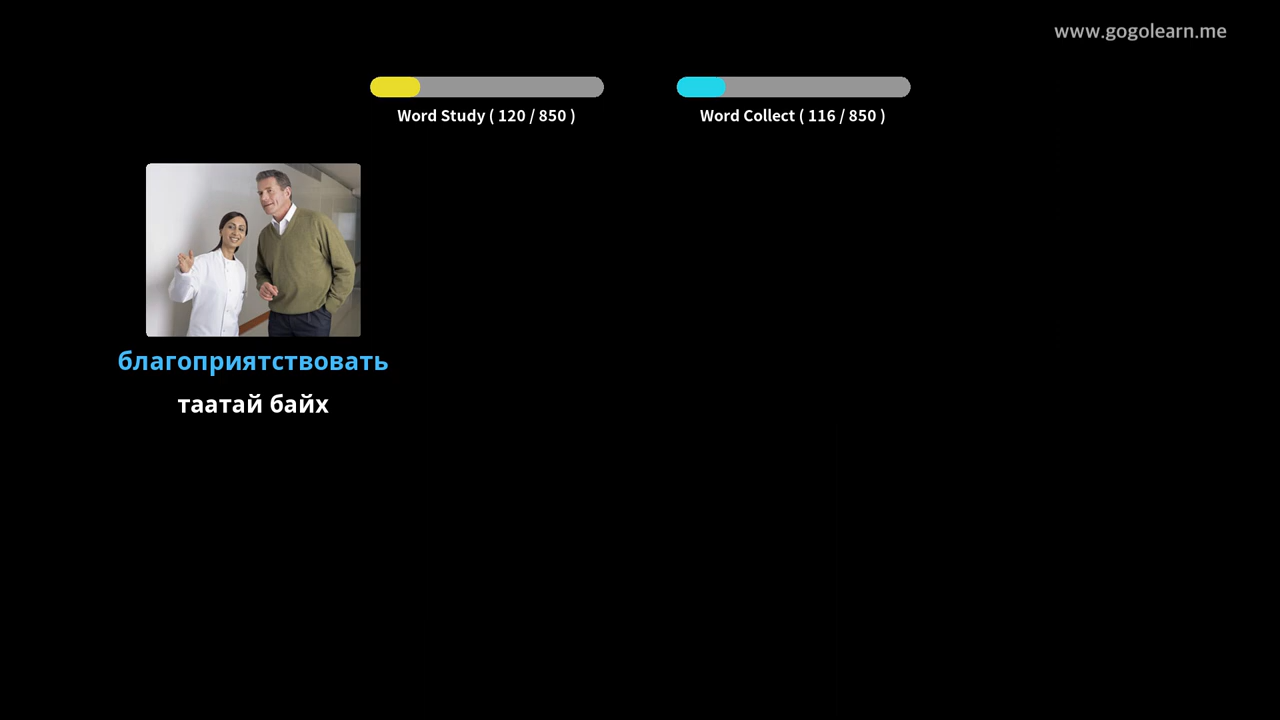 www.gogolearn.me
Word Study ( 120 / 850 )
Word Collect ( 116 / 850 )
благоприятствовать
таатай байх